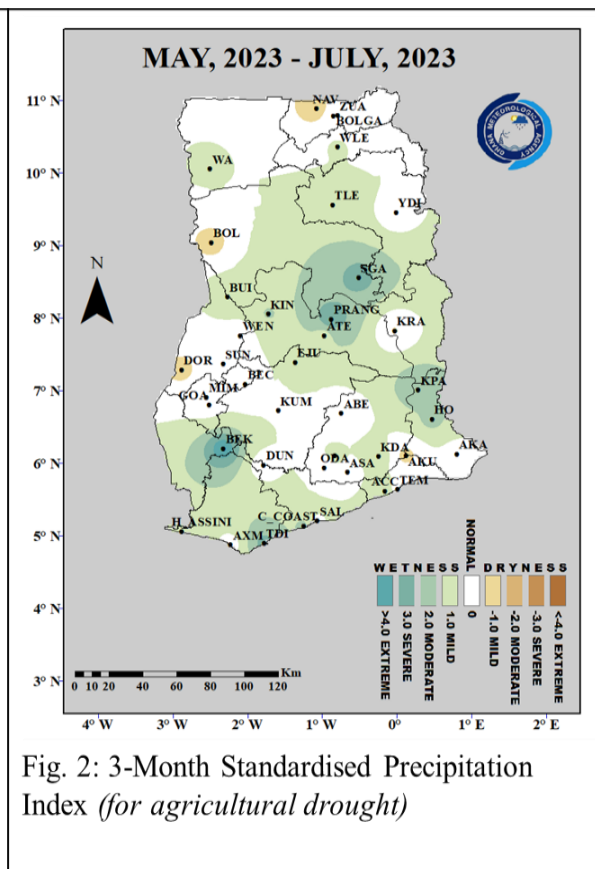 MAY, 2023 - JULY, 2023
GHANA METEOROLOGICAL AGENCY
11° N
10° N
9° N
8° N
7° N
6° N
5° N
4° N
3° N
N
NAV
ZUA
BOLGA
WLE
WA
TLE
YDI
BOL
SGA
BUI
KIN
PRANG
WEN
ATE
KRA
DOR
SUN
EJU
BEC
MIM
GOA
KPA
KUM
ABE
HO
BEK
DUN
ODA
ASA
KDA
AKU
AKA
ACC
TEM
H_ASSINI
C_COAST
SAL
AXM
TDI
WETNESS
NORMAL
DRYNESS
>4.0 EXTREME
3.0 SEVERE
2.0 MODERATE
1.0 MILD
0
-1.0 MILD
-2.0 MODERATE
-3.0 SEVERE
<-4.0 EXTREME
Km
0 10 20 40 60 80 100 120
4° W 3° W 2° W 1° W 0° 1° E 2° E
Fig. 2: 3-Month Standardised Precipitation
Index (for agricultural drought)